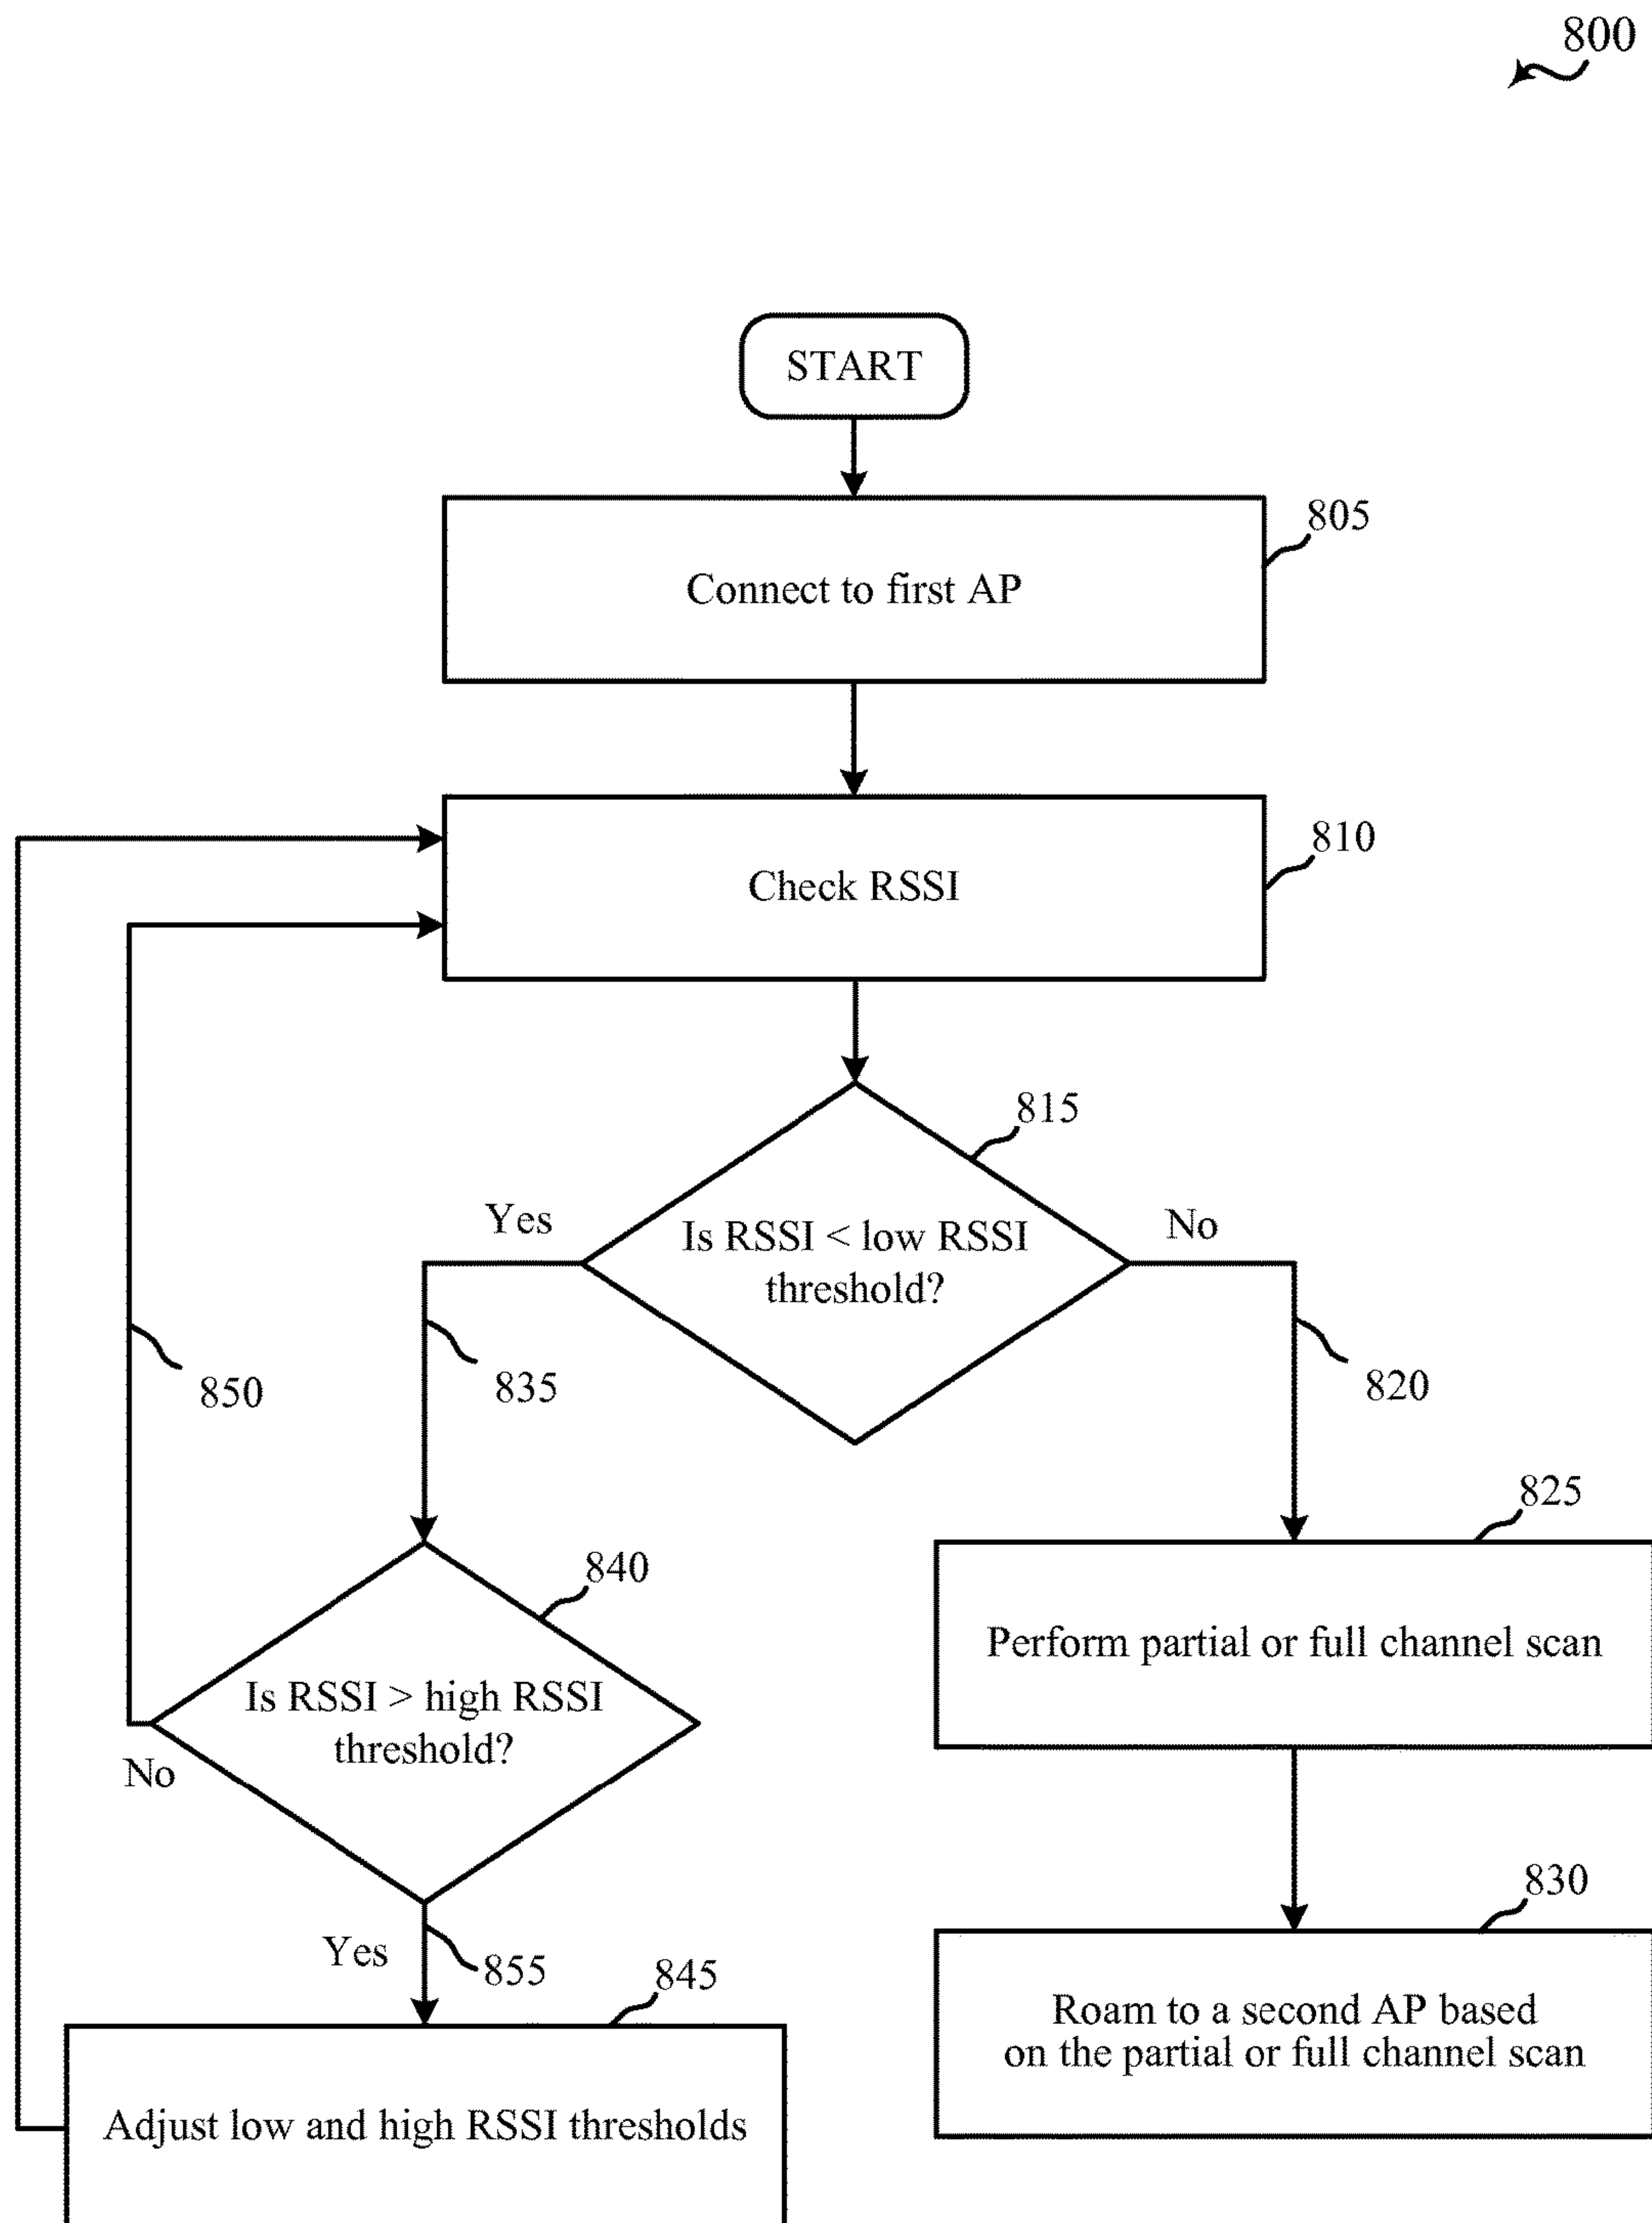 800
START
805
Connect to first AP
810
Check RSSI
815
Yes
Is RSSI < low RSSI
threshold?
No
850
835
820
825
840
Perform partial or full channel scan
Is RSSI > high RSSI
threshold?
No
830
Yes
855
845
Roam to a second AP based
on the partial or full channel scan
Adjust low and high RSSI thresholds